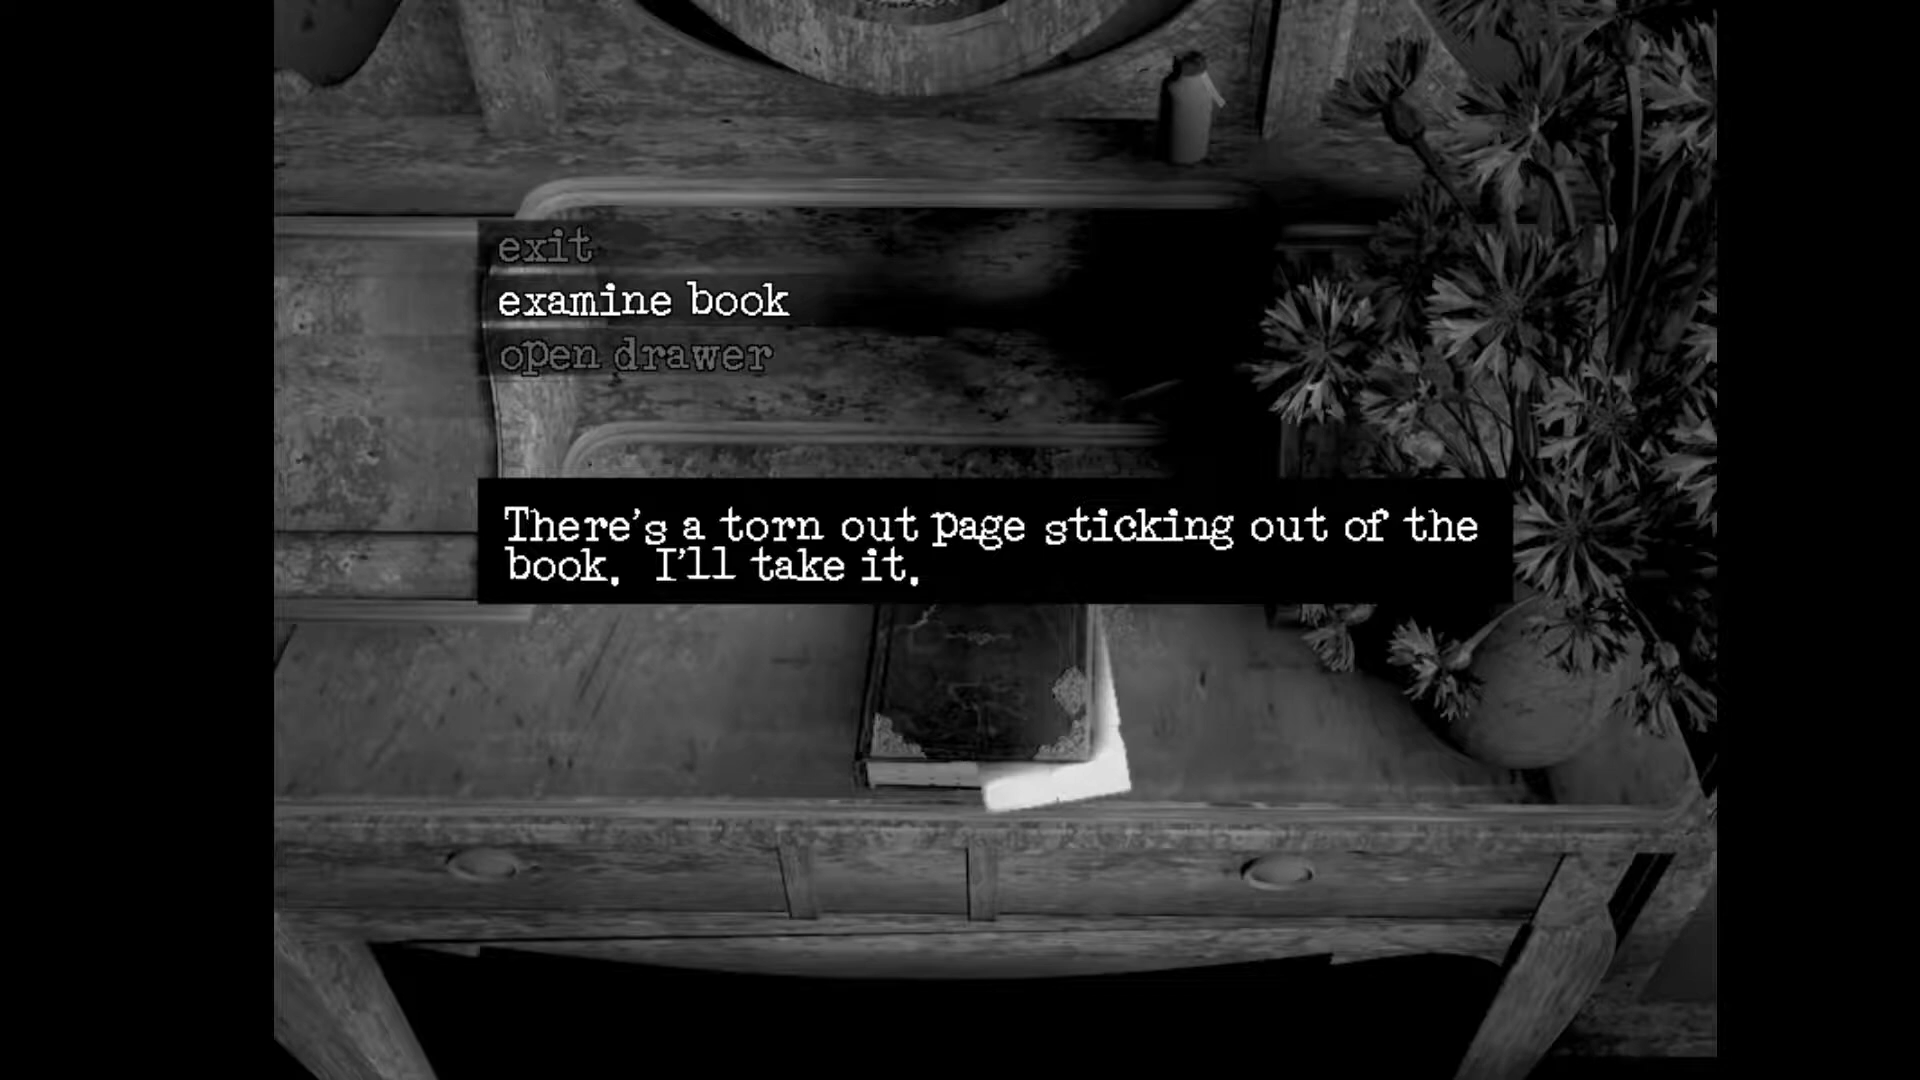 exit
examine book
open drawer
There's a torn out page sticking out of the
book.  I'll take it.